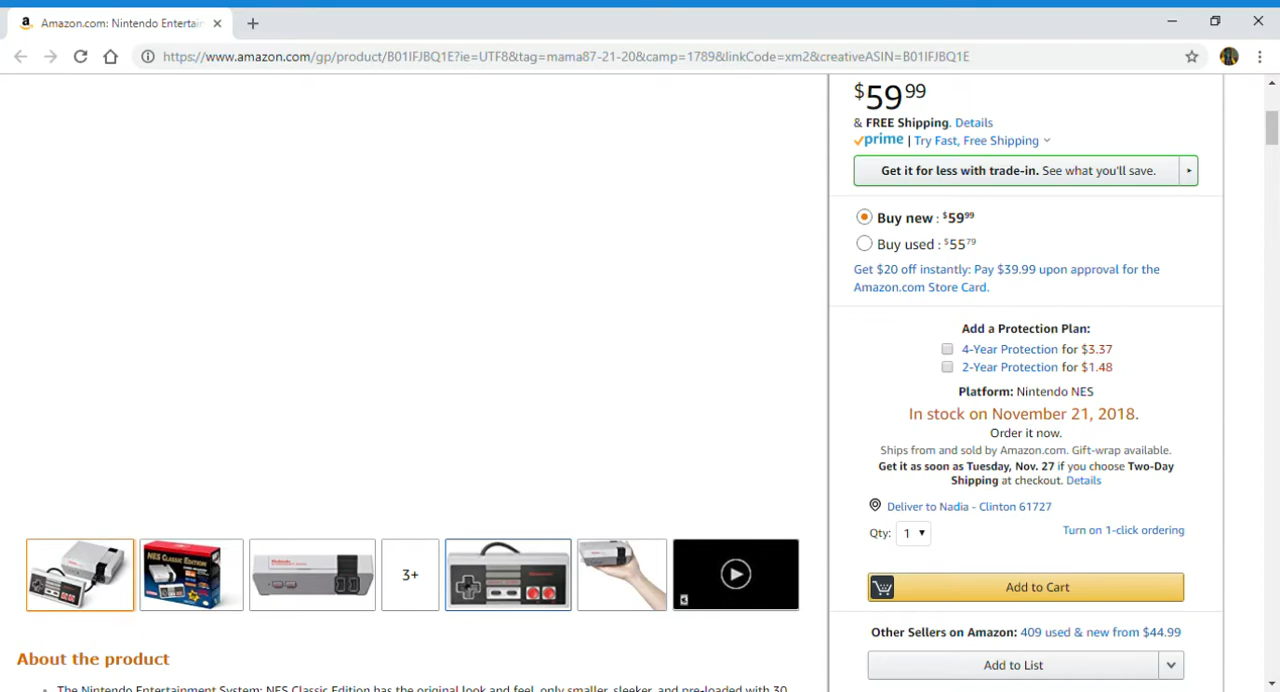 Amazon.com: Nintendo Entertain
https://www.amazon.com/gp/product/B01IFJBQ1E?ie=UTF8&tag=mama87-21-20&camp=1789&linkCode=xm2&creativeASIN=B01IFJBQ1E
$59 99
& FREE Shipping. Details
prime | Try Fast, Free Shipping
Get it for less with trade-in. See what you'll save.
Buy new : $59 99
Buy used : $55 79
Get $20 off instantly: Pay $39.99 upon approval for the
Amazon.com Store Card.
Add a Protection Plan:
4-Year Protection for $3.37
2-Year Protection for $1.48
Platform: Nintendo NES
In stock on November 21, 2018.
Order it now.
Ships from and sold by Amazon.com. Gift-wrap available.
Get it as soon as Tuesday, Nov. 27 if you choose Two-Day
Shipping at checkout. Details
Deliver to Nadia - Clinton 61727
Qty: 1
Turn on 1-click ordering
Add to Cart
Other Sellers on Amazon: 409 used & new from $44.99
Add to List
NES CLASSIC EDITION
3+
About the product
The Nintendo Entertainment System: NES Classic Edition has the original look and feel, only smaller, sleeker, and pre-loaded with 30